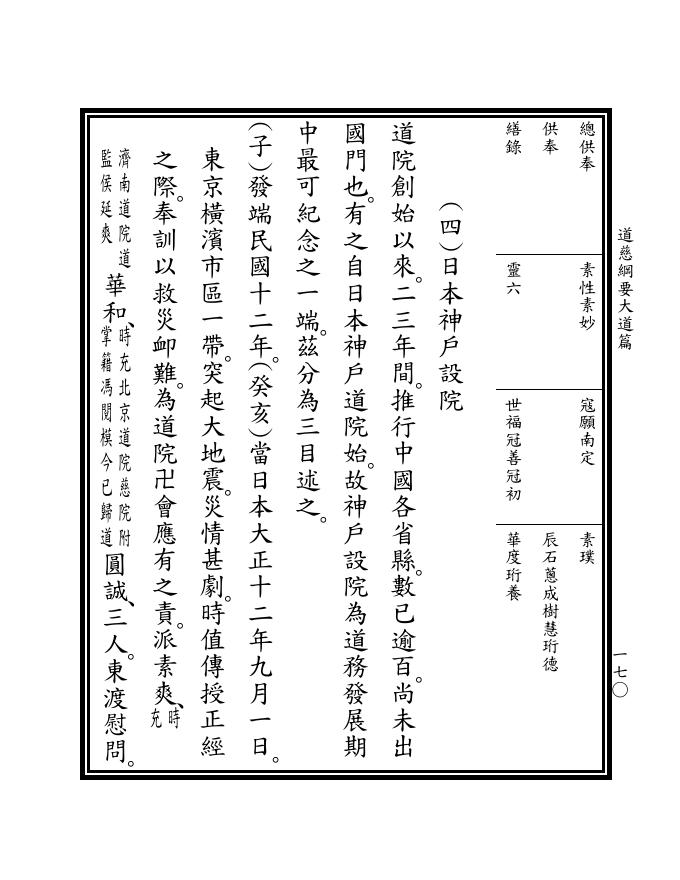 道慈綱要大道篇
一七〇
總供奉 素性素妙 寇願南定 素璞
供奉 辰石蒽成樹慧珩德
繕錄 靈六 世福冠善冠初 華度珩養
(四)日本神戶設院
道院創始以來。二三年間。推行中國各省縣。數已逾百。尚未出
國門也。有之自日本神戶道院始。故神戶設院為道務發展期
中最可紀念之一端。茲分為三目述之。
(子)發端民國十二年。(癸亥)當日本大正十二年九月一日。
東京橫濱市區一帶。突起大地震。災情甚劇。時值傳授正經
之際。奉訓以救災卹難。為道院卍會應有之責。派素爽、時充
濟南道院道監侯延爽 華和、時充北京道院慈院附掌籍馮閱模今已歸道 圓誠、三人。東渡慰問。